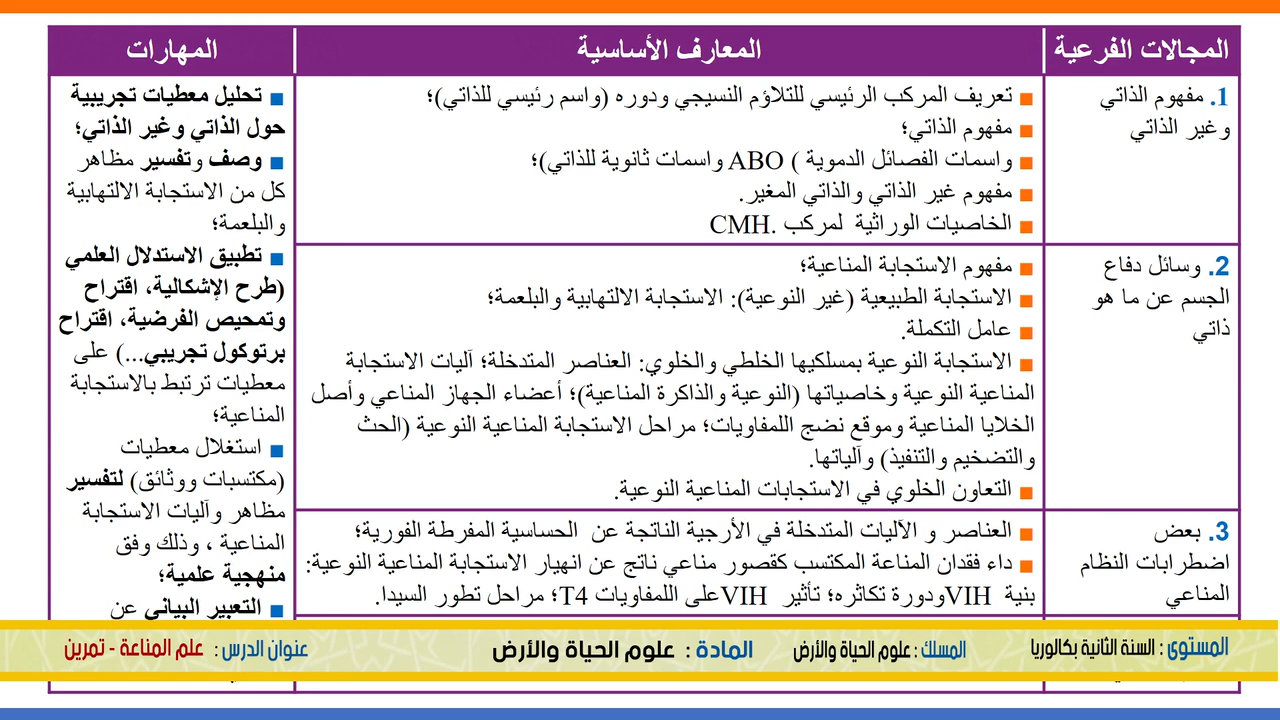 المجالات الفرعية
المعارف الأساسية
المهارات
1. مفهوم الذاتي
وغير الذاتي
تعريف المركب الرئيسي للتلاؤم النسيجي ودوره (واسم رئيسي للذاتي)؛
مفهوم الذاتي؛
واسمات الفصائل الدموية ) ABO واسمات ثانوية للذاتي)؛
مفهوم غير الذاتي والذاتي المغير.
الخاصيات الوراثية لمركب .CMH
2. وسائل دفاع
الجسم عن ما هو
ذاتي
مفهوم الاستجابة المناعية؛
الاستجابة الطبيعية (غير النوعية): الاستجابة الالتهابية والبلعمة؛
عامل التكملة.
الاستجابة النوعية بمسلكيها الخلطي والخلوي: العناصر المتدخلة؛ آليات الاستجابة
المناعية النوعية وخاصياتها (النوعية والذاكرة المناعية)؛ أعضاء الجهاز المناعي وأصل
الخلايا المناعية وموقع نضج اللمفاويات؛ مراحل الاستجابة المناعية النوعية (الحث
والتضخيم والتنفيذ) وآلياتها.
التعاون الخلوي في الاستجابات المناعية النوعية.
3. بعض
اضطرابات النظام
المناعي
العناصر و الآليات المتدخلة في الأرجية الناتجة عن الحساسية المفرطة الفورية؛
داء فقدان المناعة المكتسب كقصور مناعي ناتج عن انهيار الاستجابة المناعية النوعية:
بنية VIH ودورة تكاثره؛ تأثير VIH على اللمفاويات T4؛ مراحل تطور السيدا.
تحليل معطيات تجريبية
حول الذاتي وغير الذاتي؛
وصف وتفسير مظاهر
كل من الاستجابة الالتهابية
والبلعمة؛
تطبيق الاستدلال العلمي
(طرح الإشكالية، اقتراح
وتمحيص الفرضية، اقتراح
برتوكول تجريبي...) على
معطيات ترتبط بالاستجابة
المناعية؛
استغلال معطيات
(مكتسبات ووثائق) لتفسير
مظاهر وآليات الاستجابة
المناعية ، وذلك وفق
منهجية علمية؛
التعبير البياني عن
المستوى : السنة الثانية بكالوريا
المسلك : علوم الحياة والأرض
المادة : علوم الحياة والأرض
عنوان الدرس : علم المناعة - تمرين